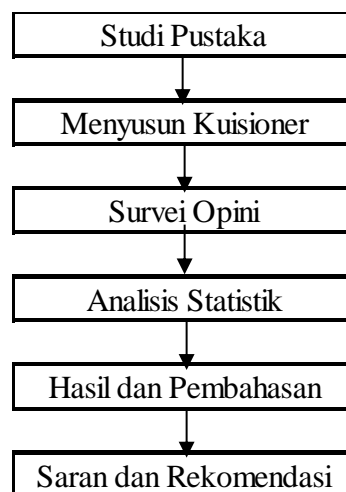 Studi Pustaka
Menyusun Kuisioner
Survei Opini
Analisis Statistik
Hasil dan Pembahasan
Saran dan Rekomendasi